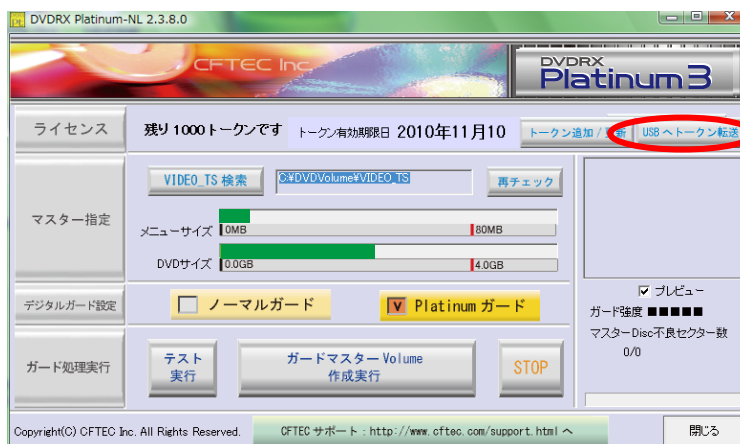 DVDRX Platinum-NL 2.3.8.0
CFTEC Inc.
DVDRX
Platinum 3
ライセンス
残り1000トークンです トークン有効期限日 2010年11月10
トークン追加 / 更新
USBへトークン転送
マスター指定
VIDEO_TS 検索
C:¥DVDVolume¥VIDEO_TS
再チェック
メニューサイズ 0MB 80MB
DVDサイズ 0.0GB 4.0GB
デジタルガード設定
ノーマルガード
V Platinum ガード
プレビュー
ガード強度 ■■■■■
マスターDisc不良セクター数
0/0
ガード処理実行
テスト
実行
ガードマスター Volume
作成実行
STOP
Copyright(C) CFTEC Inc. All Rights Reserved.
CFTEC サポート : http://www.cftec.com/support.html へ
閉じる